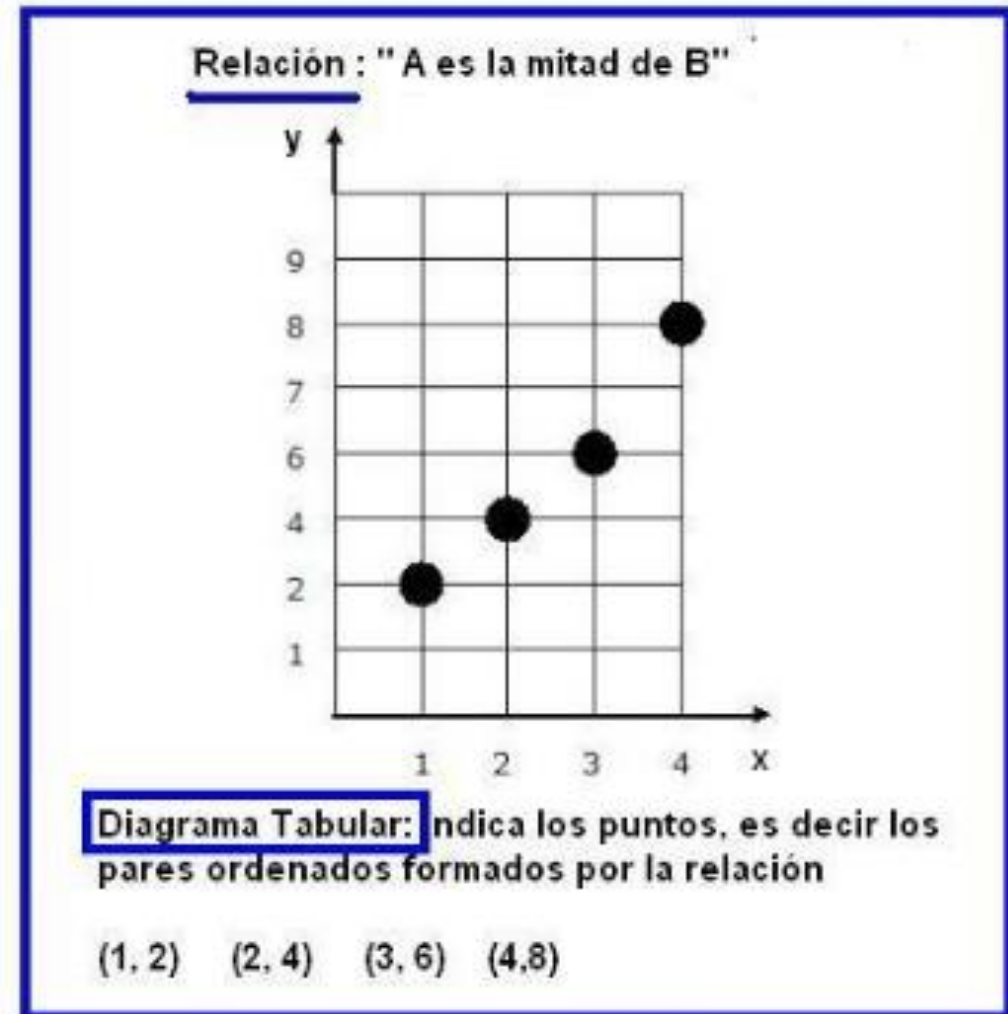 Relación : " A es la mitad de B"
y
9
8
7
6
4
2
1
1 2 3 4 x
Diagrama Tabular: ndica los puntos, es decir los
pares ordenados formados por la relación
(1, 2) (2, 4) (3, 6) (4,8)